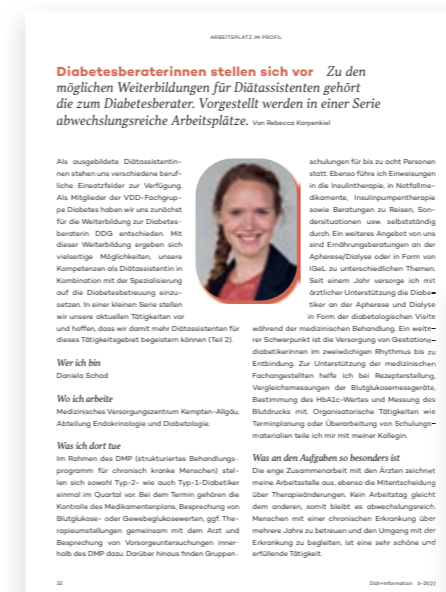 ARBEITSPLATZ IM PROFIL
Diabetesberaterinnen stellen sich vor Zu den
möglichen Weiterbildungen für Diätassistenten gehört
die zum Diabetesberater. Vorgestellt werden in einer Serie
abwechslungsreiche Arbeitsplätze. Von Rebecca Karpenkiel
Als ausgebildete Diätassistentin-
nen stehen uns verschiedene beruf-
liche Einsatzfelder zur Verfügung.
Als Mitglieder der VDD-Fachgrup-
pe Diabetes haben wir uns zunächst
für die Weiterbildung zur Diabetes-
beraterin DDG entschieden. Mit
dieser Weiterbildung ergeben sich
vielseitige Möglichkeiten, unsere
Kompetenzen als Diätassistentin in
Kombination mit der Spezialisierung
auf die Diabetesbetreuung einzu-
setzen. In einer kleinen Serie stellen
wir unsere aktuellen Tätigkeiten vor
und hoffen, dass wir damit mehr Diätassistenten für
dieses Tätigkeitsgebiet begeistern können (Teil 2).
Wer ich bin
Daniela Schad
Wo ich arbeite
Medizinisches Versorgungszentrum Kempten-Allgäu,
Abteilung Endokrinologie und Diabetologie.
Was ich dort tue
Im Rahmen des DMP (strukturiertes Behandlungs-
programm für chronisch kranke Menschen) stel-
len sich sowohl Typ-2- wie auch Typ-1-Diabetiker
einmal im Quartal vor. Bei dem Termin gehören die
Kontrolle des Medikamentenplans, Besprechung von
Blutglukose- oder Gewebeglukosewerten, ggf. The-
rapieumstellungen gemeinsam mit dem Arzt und
Besprechung von Vorsorgeuntersuchungen inner-
halb des DMP dazu. Darüber hinaus finden Gruppen-
schulungen für bis zu acht Personen
statt. Ebenso führe ich Einweisungen
in die Insulintherapie, in Notfallme-
dikamente, Insulinpumpentherapie
sowie Beratungen zu Reisen, Son-
dersituationen usw. selbstständig
durch. Ein weiteres Angebot von uns
sind Ernährungsberatungen an der
Apherese/Dialyse oder in Form von
IGeL zu unterschiedlichen Themen.
Seit einem Jahr versorge ich mit
ärztlicher Unterstützung die Diabe-
tiker an der Apherese und Dialyse
in Form der diabetologischen Visite
während der medizinischen Behandlung. Ein weite-
rer Schwerpunkt ist die Versorgung von Gestations-
diabetikerinnen im zweiwöchigen Rhythmus bis zu
Entbindung. Zur Unterstützung der medizinischen
Fachangestellten helfe ich bei Rezepterstellung,
Vergleichsmessungen der Blutglukosemessgeräte,
Bestimmung des HbA1c-Wertes und Messung des
Blutdrucks mit. Organisatorische Tätigkeiten wie
Terminplanung oder Überarbeitung von Schulungs-
materialien teile ich mir mit meiner Kollegin.
Was an den Aufgaben so besonders ist
Die enge Zusammenarbeit mit den Ärzten zeichnet
meine Arbeitsstelle aus, ebenso die Mitentscheidung
über Therapieänderungen. Kein Arbeitstag gleicht
dem anderen, somit bleibt es abwechslungsreich.
Menschen mit einer chronischen Erkrankung über
mehrere Jahre zu betreuen und den Umgang mit der
Erkrankung zu begleiten, ist eine sehr schöne und
erfüllende Tätigkeit.
32
Diät+Information 6-2022